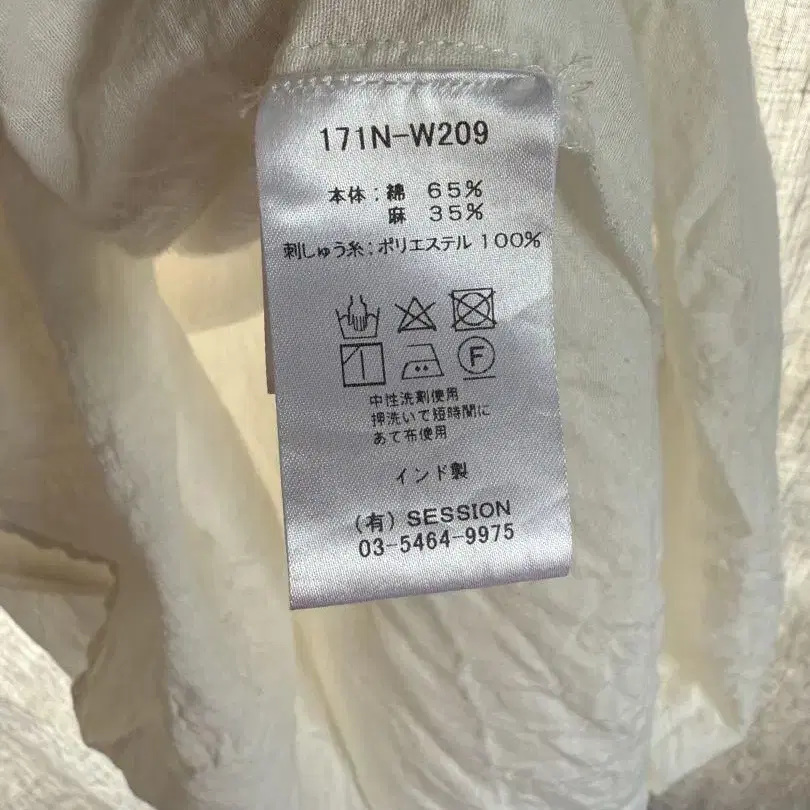 171N-W209
本体:綿 65%
麻 35%
刺しゅう糸:ポリエステル 100%
F
中性洗剤使用
押洗いで短時間に
あて布使用
インド製
(有) SESSION
03-5464-9975